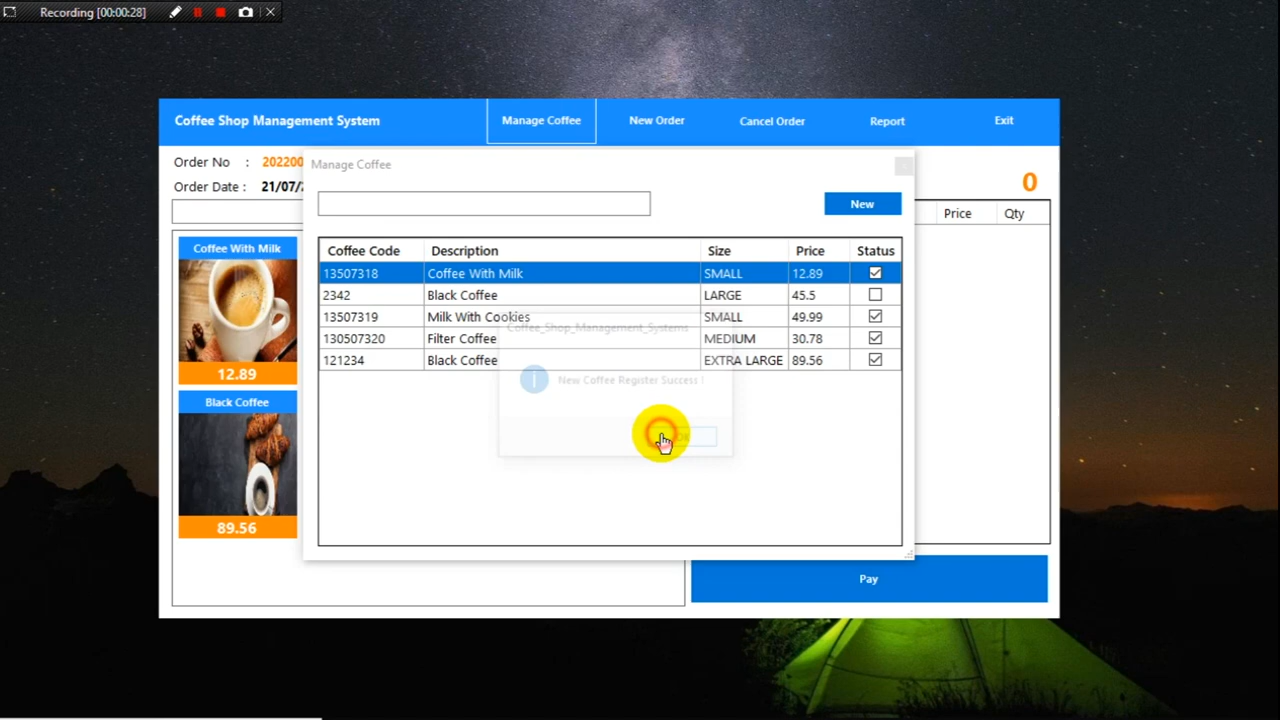 Recording [00:00:28]
Coffee Shop Management System
Manage Coffee
New Order
Cancel Order
Report
Exit
Order No : 202200
Order Date : 21/07/
0
Manage Coffee
New
Price Qty
Coffee With Milk
12.89
Black Coffee
89.56
Coffee Code Description Size Price Status
13507318 Coffee With Milk SMALL 12.89
2342 Black Coffee LARGE 45.5
13507319 Milk With Cookies SMALL 49.99
130507320 Filter Coffee MEDIUM 30.78
121234 Black Coffee EXTRA LARGE 89.56
Coffee_Shop_Management_Systems
New Coffee Register Success !
Pay